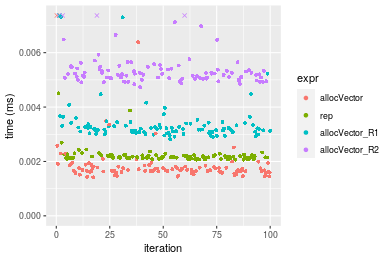 0.006
0.004
0.002
0.000
time (ms)
0
25
50
75
100
iteration
expr
allocVector
rep
allocVector_R1
allocVector_R2